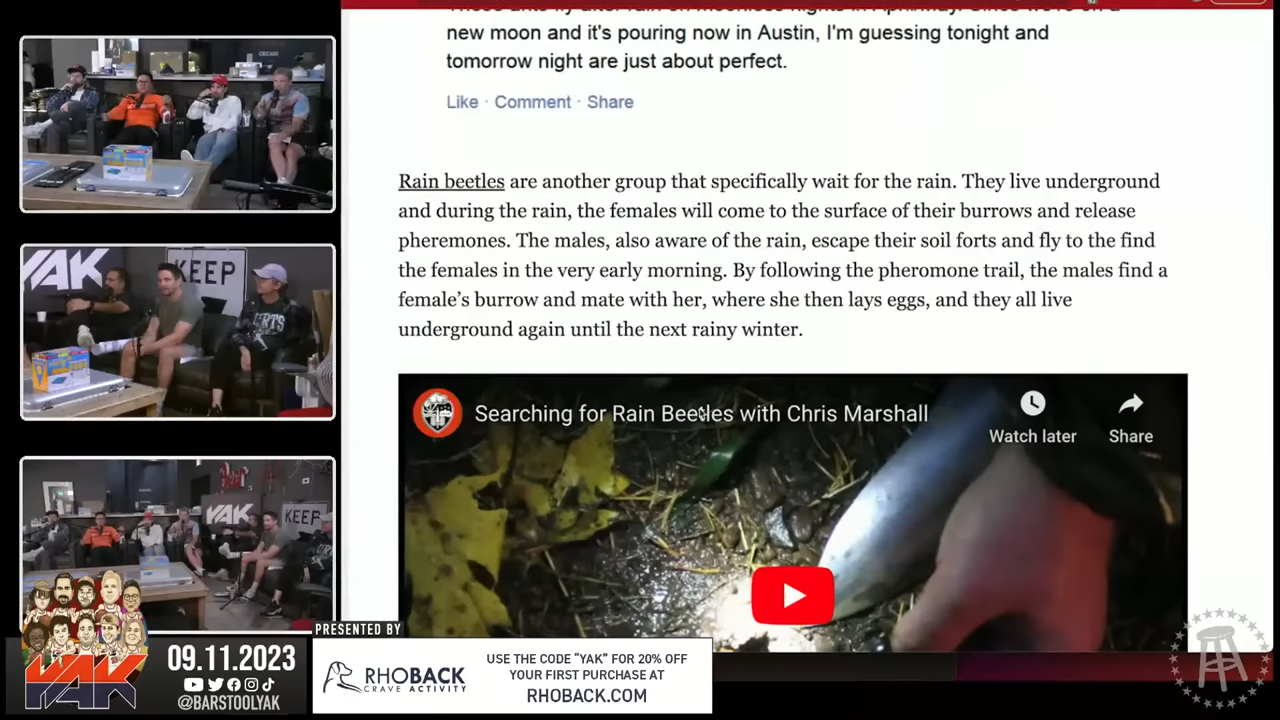 new moon and it's pouring now in Austin, I'm guessing tonight and
tomorrow night are just about perfect.
Like · Comment · Share
Rain beetles are another group that specifically wait for the rain. They live underground
and during the rain, the females will come to the surface of their burrows and release
pheremones. The males, also aware of the rain, escape their soil forts and fly to the find
the females in the very early morning. By following the pheromone trail, the males find a
female's burrow and mate with her, where she then lays eggs, and they all live
underground again until the next rainy winter.
Searching for Rain Beetles with Chris Marshall
Watch later
Share
YAK
KEEP
YAK
KEEP
YAK
09.11.2023
@BARSTOOLYAK
PRESENTED BY
RHOBACK
CRAVE ACTIVITY
USE THE CODE "YAK" FOR 20% OFF
YOUR FIRST PURCHASE AT
RHOBACK.COM